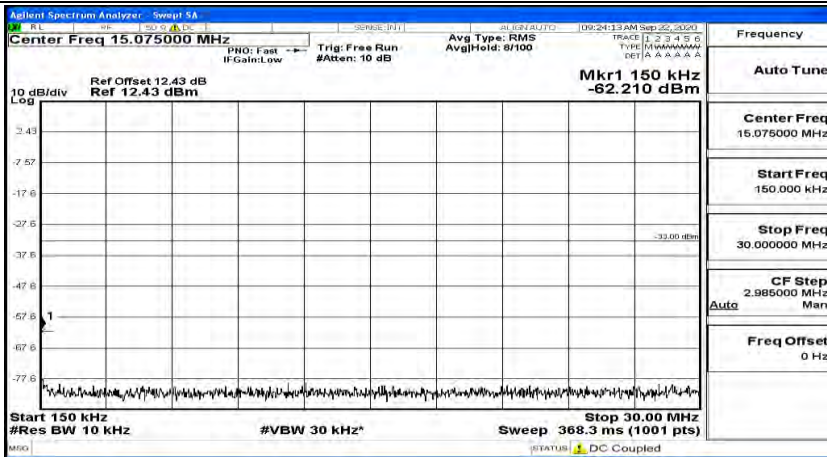 Agilent Spectrum Analyzer - Swept SA
RL RF 50 Ω DC SENSE:INT ALIGN AUTO 09:24:13 AM Sep 22, 2020
Center Freq 15.075000 MHz
PNO: Fast
IFGain:Low
Trig: Free Run
#Atten: 10 dB
Avg Type: RMS
Avg|Hold: 8/100
TRACE 1 2 3 4 5 6
TYPE MWWWWW
DET A A A A A A
Ref Offset 12.43 dB
Ref 12.43 dBm
10 dB/div
Log
Mkr1 150 kHz
-62.210 dBm
2.43
-7.57
-17.6
-27.6
-33.00 dBm
-37.6
-47.6
-57.6
1
-67.6
-77.6
Start 150 kHz
Stop 30.00 MHz
#Res BW 10 kHz
#VBW 30 kHz*
Sweep 368.3 ms (1001 pts)
MSG
STATUS
DC Coupled
Frequency
Auto Tune
Center Freq
15.075000 MHz
Start Freq
150.000 kHz
Stop Freq
30.000000 MHz
CF Step
2.985000 MHz
Auto Man
Freq Offset
0 Hz